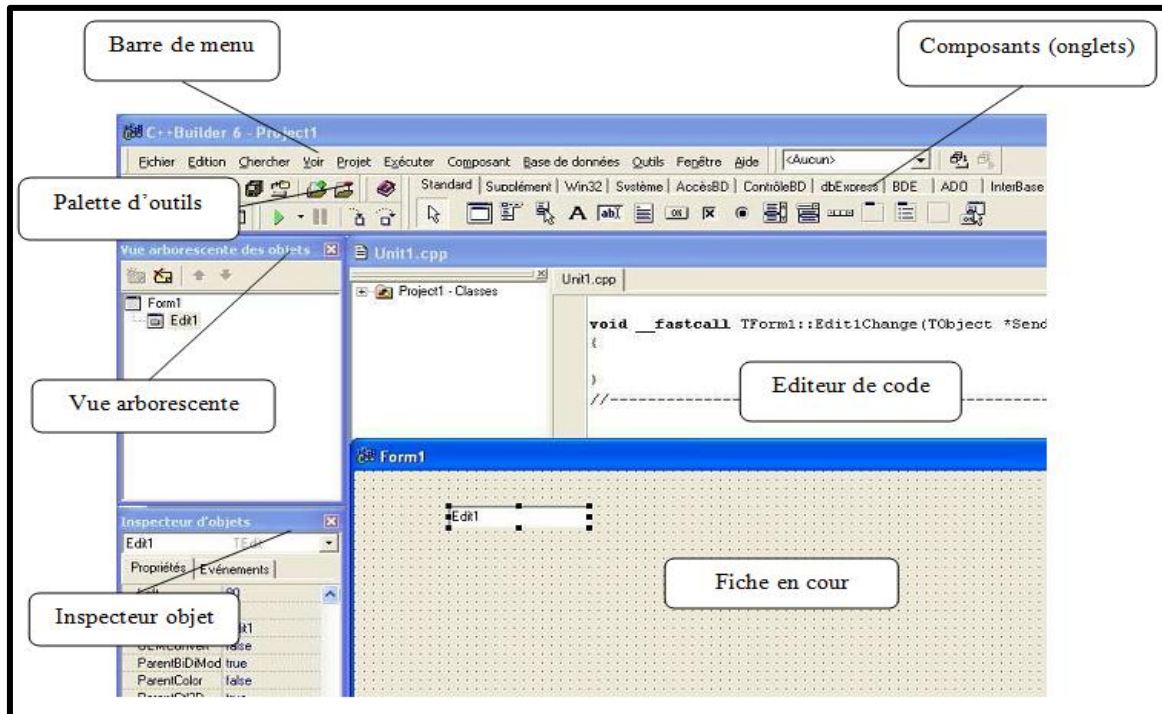 Barre de menu
Composants (onglets)
C++Builder 6 - Project1
Fichier Edition Chercher Voir Projet Exécuter Composant Base de données Outils Fenêtre Aide <Aucun>
Palette d'outils
Standard Supplément Win32 Système AccèsBD ContrôleBD dbExpress BDE ADO InterBase
Vue arborescente des objets
Unit1.cpp
Project1 - Classes
Unit1.cpp
Form1
Edit1
void __fastcall TForm1::Edit1Change(TObject *Send
{
}
//------------------------------
Vue arborescente
Editeur de code
Form1
Edit1
Inspecteur d'objets
Edit1 TEdit
Propriétés Evénements
Fiche en cour
Inspecteur objet
false
ParentBiDiMod true
ParentColor false